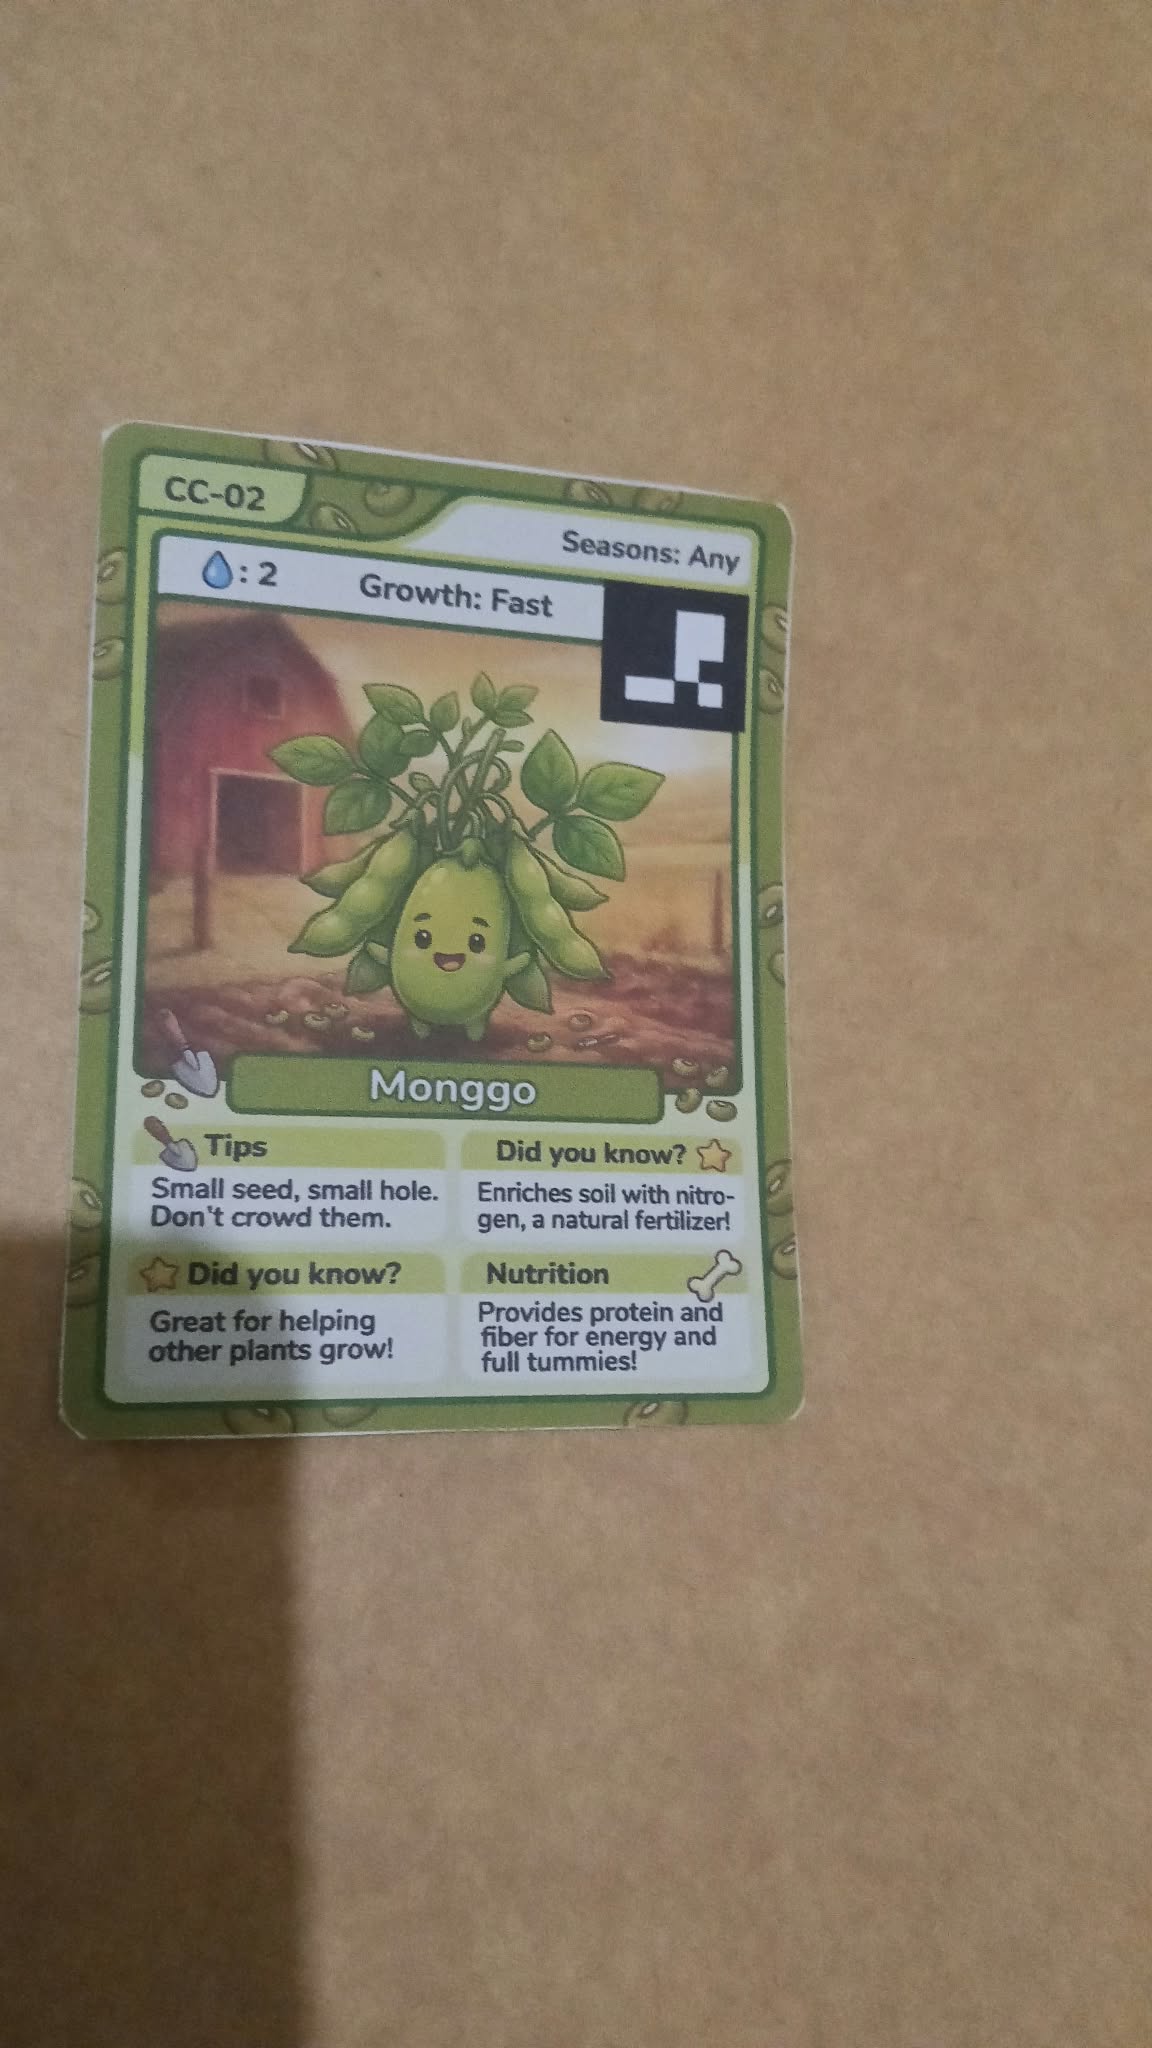 CC-02
Seasons: Any
: 2
Growth: Fast
Monggo
Tips
Small seed, small hole.
Don't crowd them.
Did you know?
Enriches soil with nitro-
gen, a natural fertilizer!
Did you know?
Great for helping
other plants grow!
Nutrition
Provides protein and
fiber for energy and
full tummies!